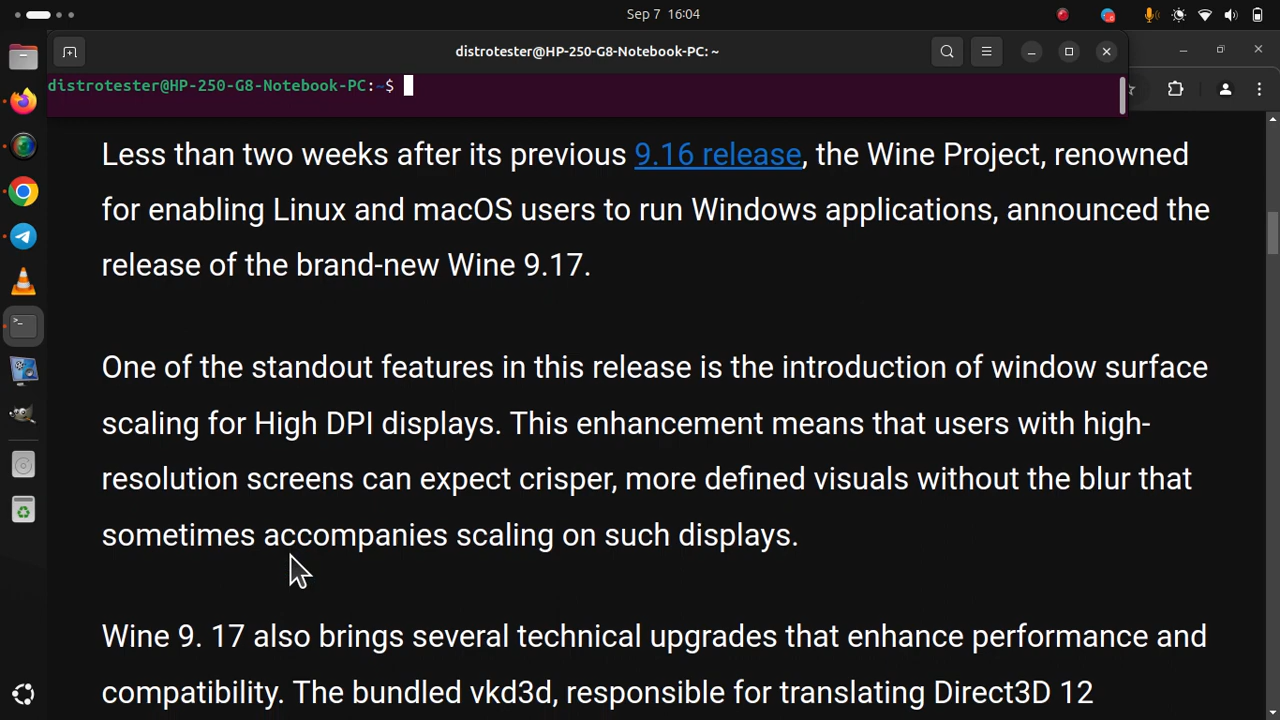 Sep 7 16:04
distrotester@HP-250-G8-Notebook-PC: ~
distrotester@HP-250-G8-Notebook-PC:~$
Less than two weeks after its previous 9.16 release, the Wine Project, renowned
for enabling Linux and macOS users to run Windows applications, announced the
release of the brand-new Wine 9.17.
One of the standout features in this release is the introduction of window surface
scaling for High DPI displays. This enhancement means that users with high-
resolution screens can expect crisper, more defined visuals without the blur that
sometimes accompanies scaling on such displays.
Wine 9. 17 also brings several technical upgrades that enhance performance and
compatibility. The bundled vkd3d, responsible for translating Direct3D 12